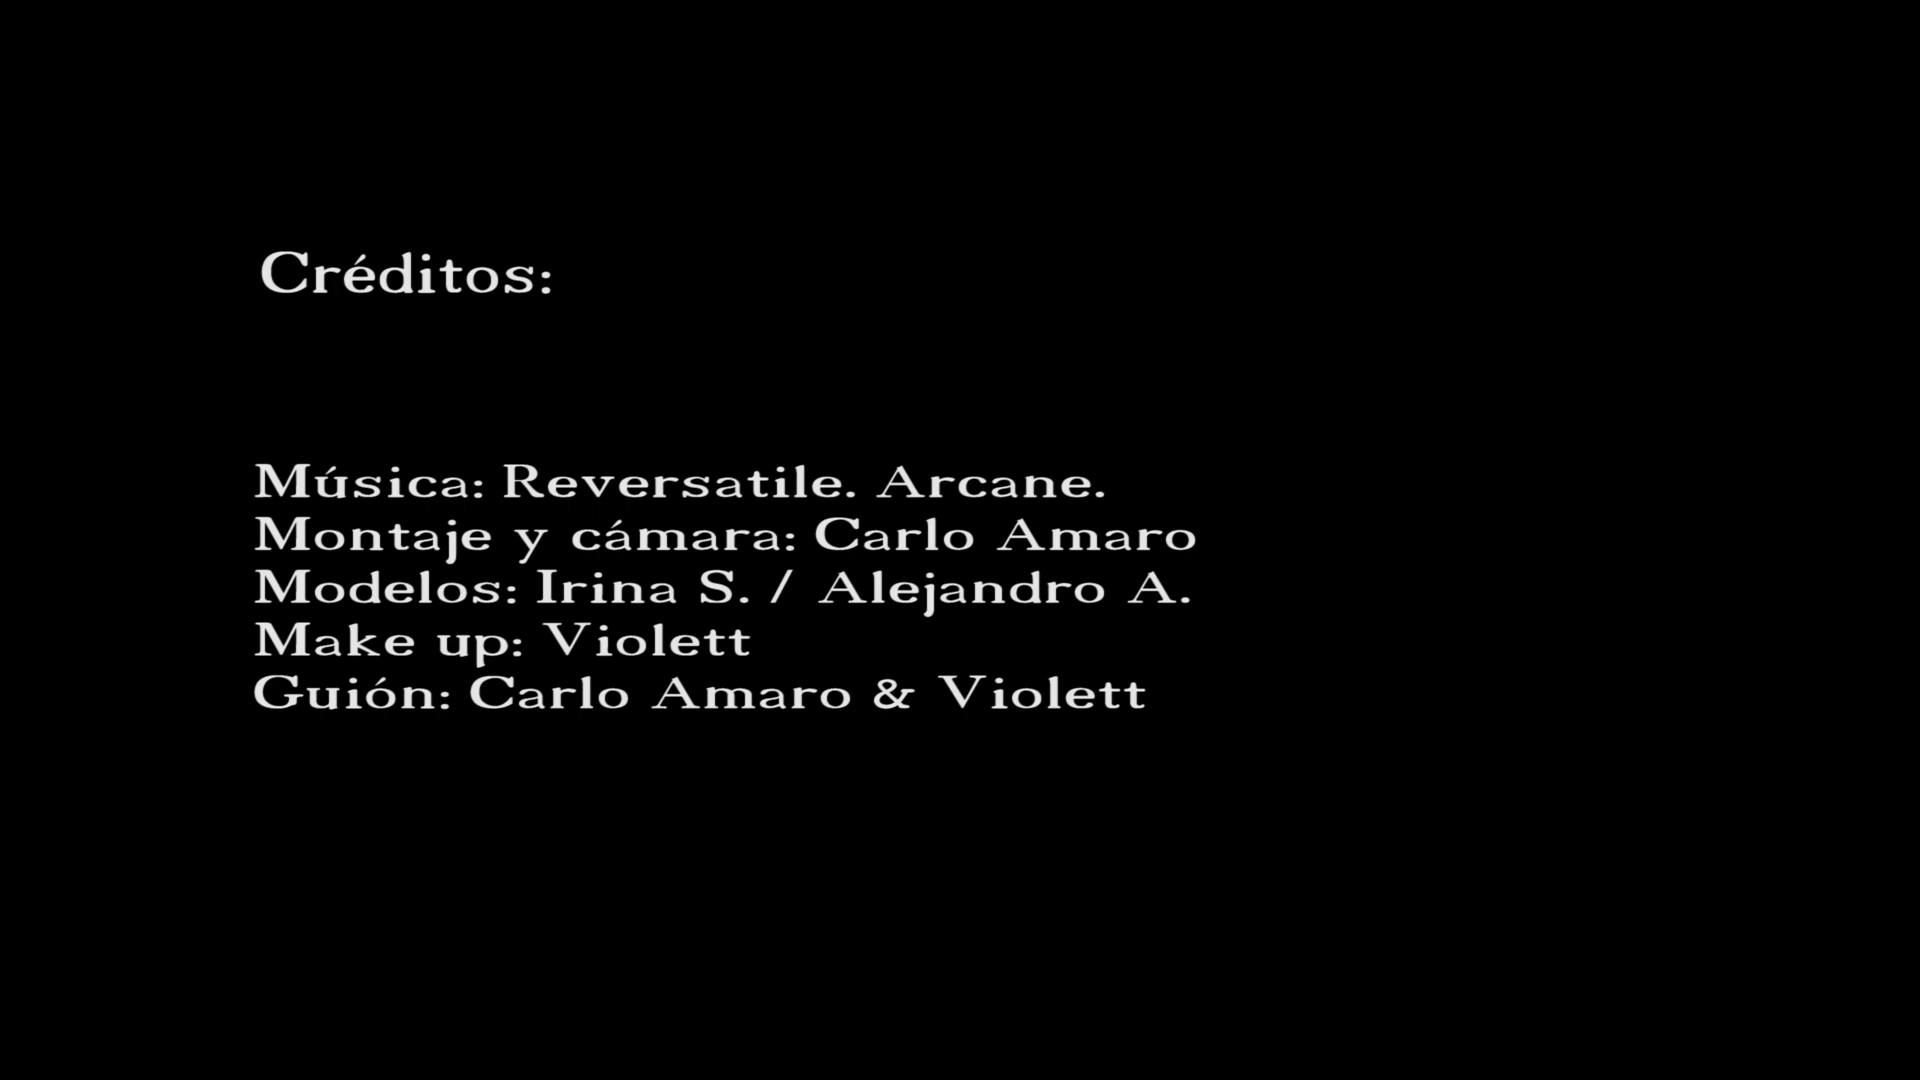 Créditos:
Música: Reversatile. Arcane.
Montaje y cámara: Carlo Amaro
Modelos: Irina S. / Alejandro A.
Make up: Violett
Guión: Carlo Amaro & Violett